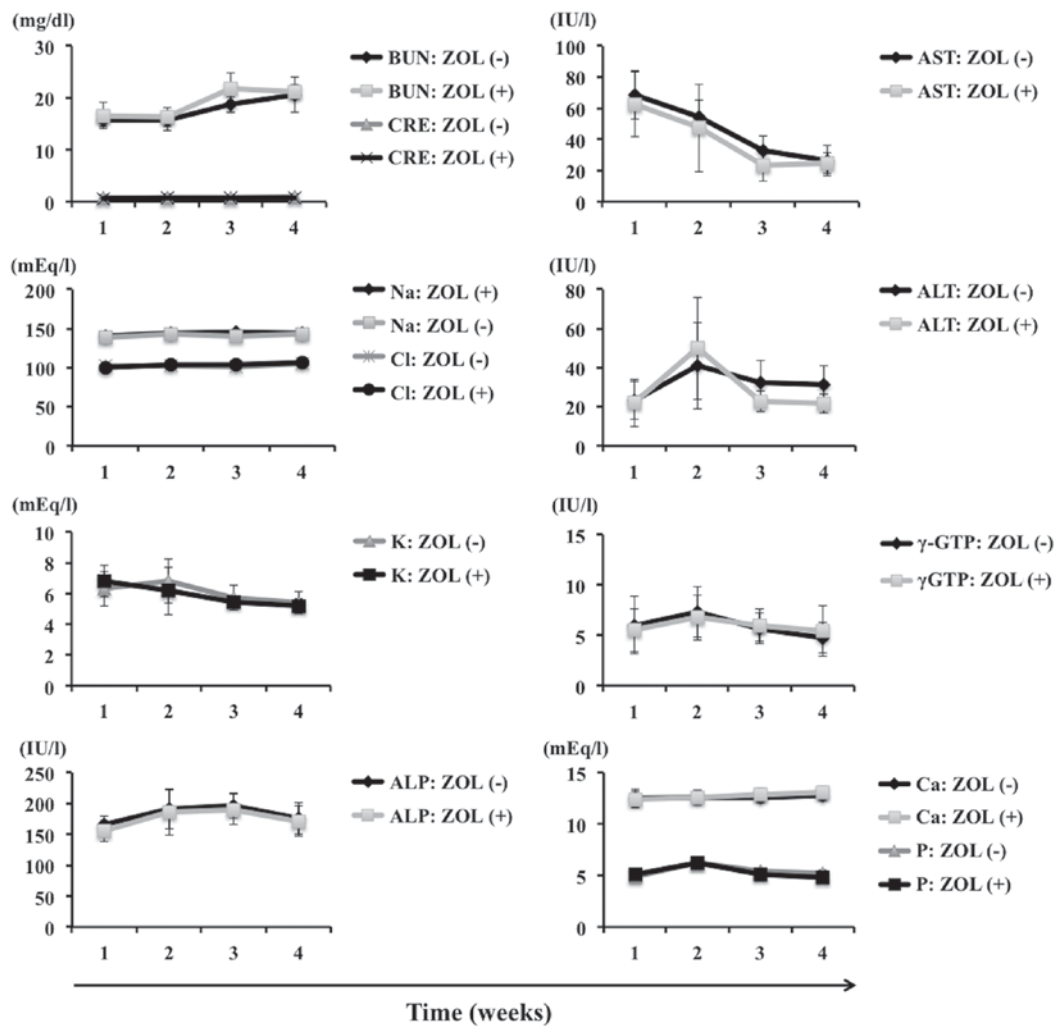 (mg/dl)
30
20
10
0
1 2 3 4
BUN: ZOL (-)
BUN: ZOL (+)
CRE: ZOL (-)
CRE: ZOL (+)
(IU/l)
100
80
60
40
20
0
1 2 3 4
AST: ZOL (-)
AST: ZOL (+)
(mEq/l)
200
150
100
50
0
1 2 3 4
Na: ZOL (+)
Na: ZOL (-)
Cl: ZOL (-)
Cl: ZOL (+)
(IU/l)
80
60
40
20
0
1 2 3 4
ALT: ZOL (-)
ALT: ZOL (+)
(mEq/l)
10
8
6
4
2
0
1 2 3 4
K: ZOL (-)
K: ZOL (+)
(IU/l)
15
10
5
0
1 2 3 4
γ-GTP: ZOL (-)
γGTP: ZOL (+)
(IU/l)
250
200
150
100
50
0
1 2 3 4
ALP: ZOL (-)
ALP: ZOL (+)
(mEq/l)
15
10
5
0
1 2 3 4
Ca: ZOL (-)
Ca: ZOL (+)
P: ZOL (-)
P: ZOL (+)
Time (weeks)